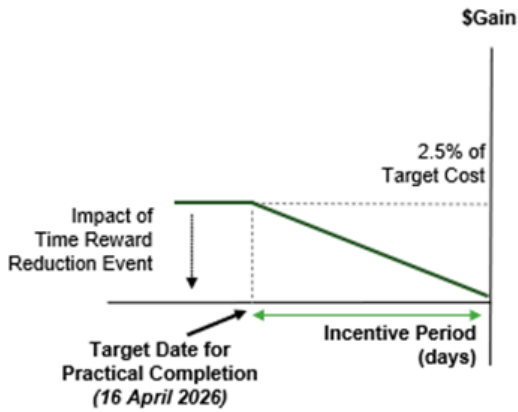 $Gain
2.5% of
Target Cost
Impact of
Time Reward
Reduction Event
Incentive Period
(days)
Target Date for
Practical Completion
(16 April 2026)